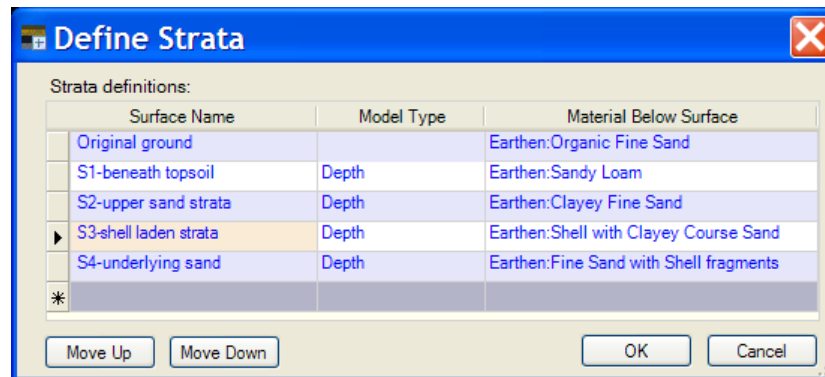 Define Strata
Strata definitions:
Surface Name Model Type Material Below Surface
Original ground Earthen:Organic Fine Sand
S1-beneath topsoil Depth Earthen:Sandy Loam
S2-upper sand strata Depth Earthen:Clayey Fine Sand
S3-shell laden strata Depth Earthen:Shell with Clayey Course Sand
S4-underlying sand Depth Earthen:Fine Sand with Shell fragments
Move Up Move Down OK Cancel